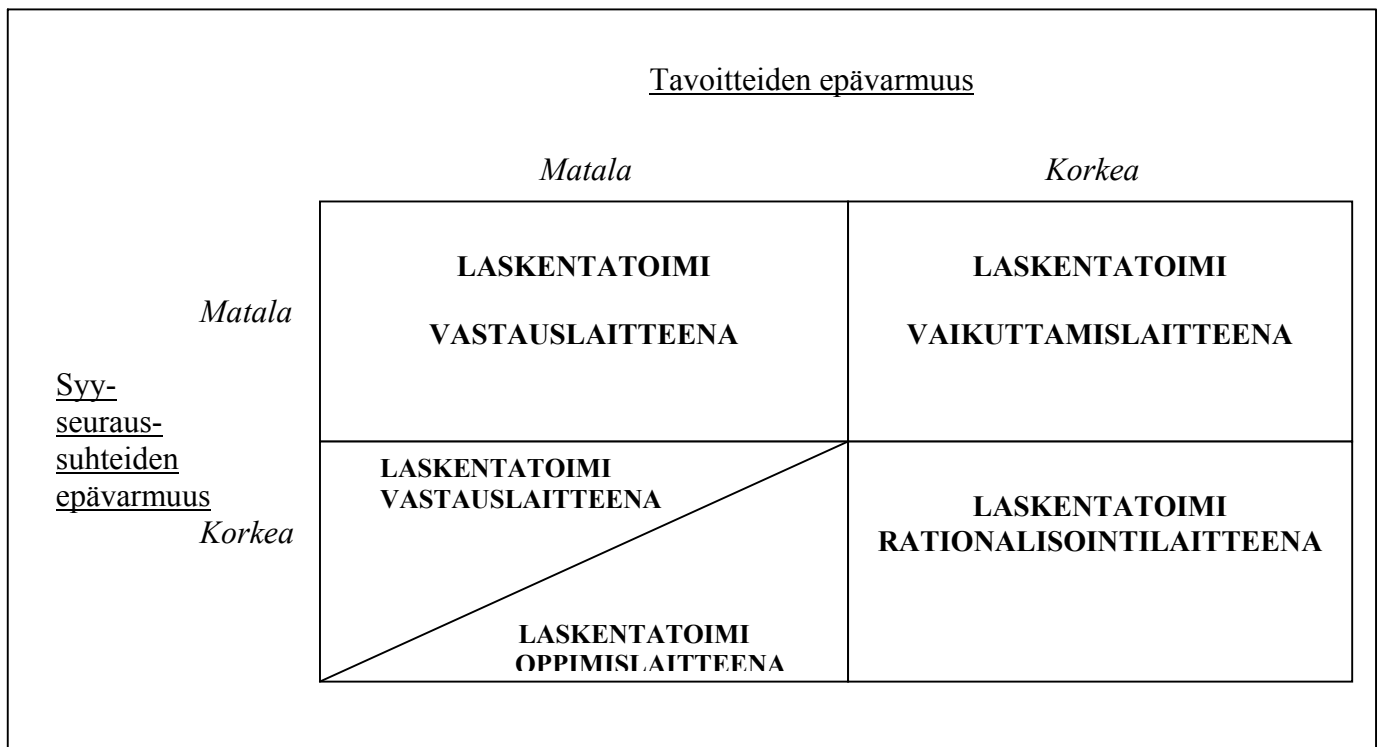 Tavoitteiden epävarmuus
Matala
Korkea
LASKENTATOIMI
VASTAUSLAITTEENA
LASKENTATOIMI
VAIKUTTAMISLAITTEENA
Matala
Syy-
seuraus-
suhteiden
epävarmuus
Korkea
LASKENTATOIMI
VASTAUSLAITTEENA
LASKENTATOIMI
OPPIMISLAITTEENA
LASKENTATOIMI
RATIONALISOINTILAITTEENA